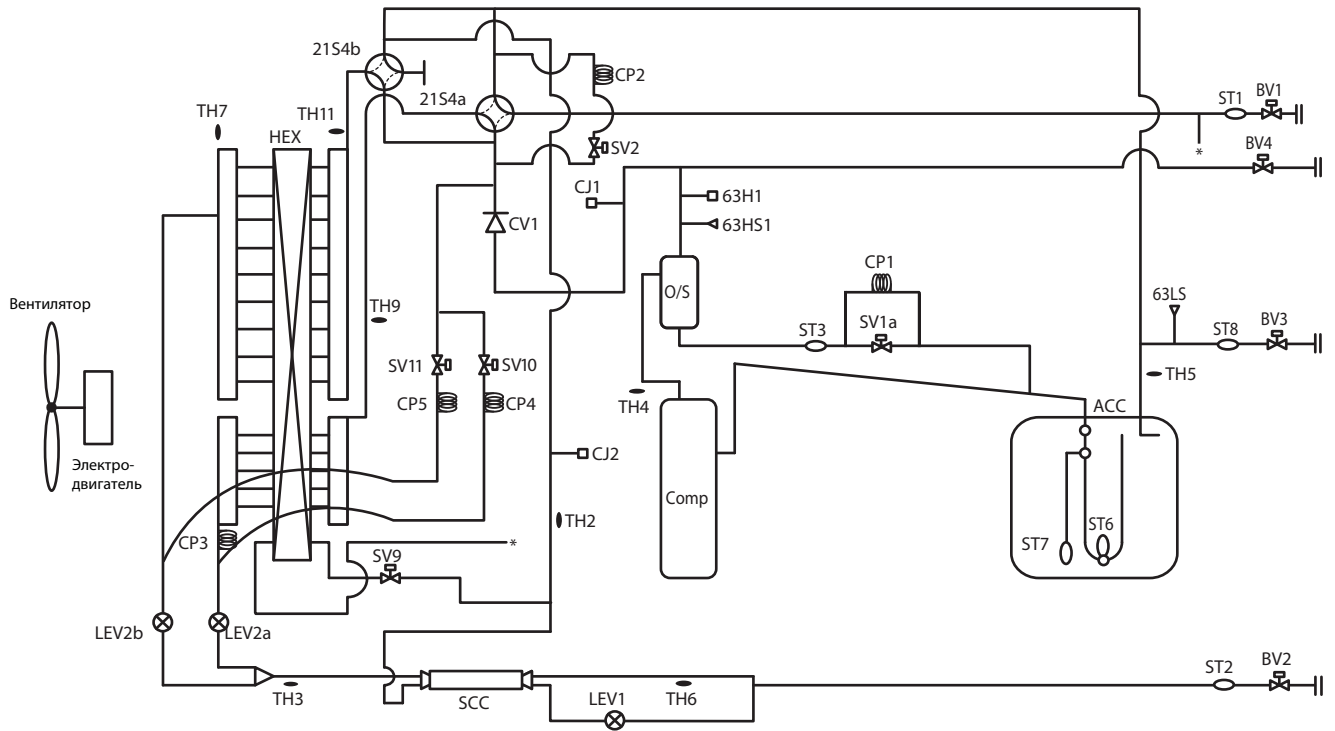 21S4b
CP2
21S4a
TH7
TH11
ST1
BV1
HEX
SV2
*
BV4
CJ1
63H1
CV1
63HS1
CP1
O/S
Вентилятор
TH9
63LS
ST3
SV1a
ST8
BV3
SV11
SV10
TH5
CP5
CP4
TH4
ACC
Электро-
двигатель
CJ2
Comp
TH2
ST6
ST7
CP3
*
SV9
LEV2b
LEV2a
ST2
BV2
TH3
SCC
LEV1
TH6